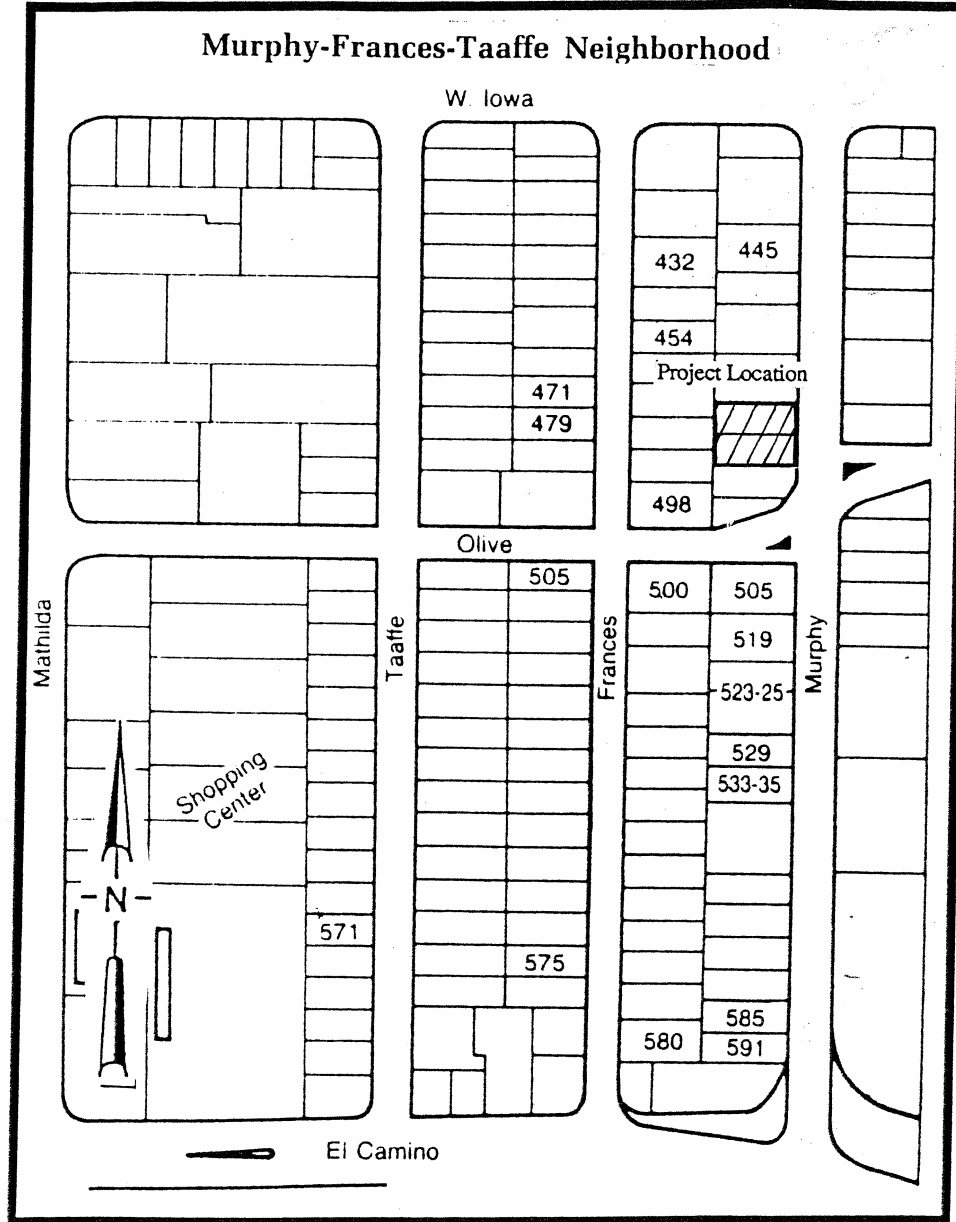 Murphy-Frances-Taaffe Neighborhood
W. Iowa
432
445
454
Project Location
471
479
498
Olive
505
500
505
Mathilda
Taaffe
Frances
Murphy
519
523-25
529
533-35
Shopping
Center
N
571
575
585
580
591
El Camino